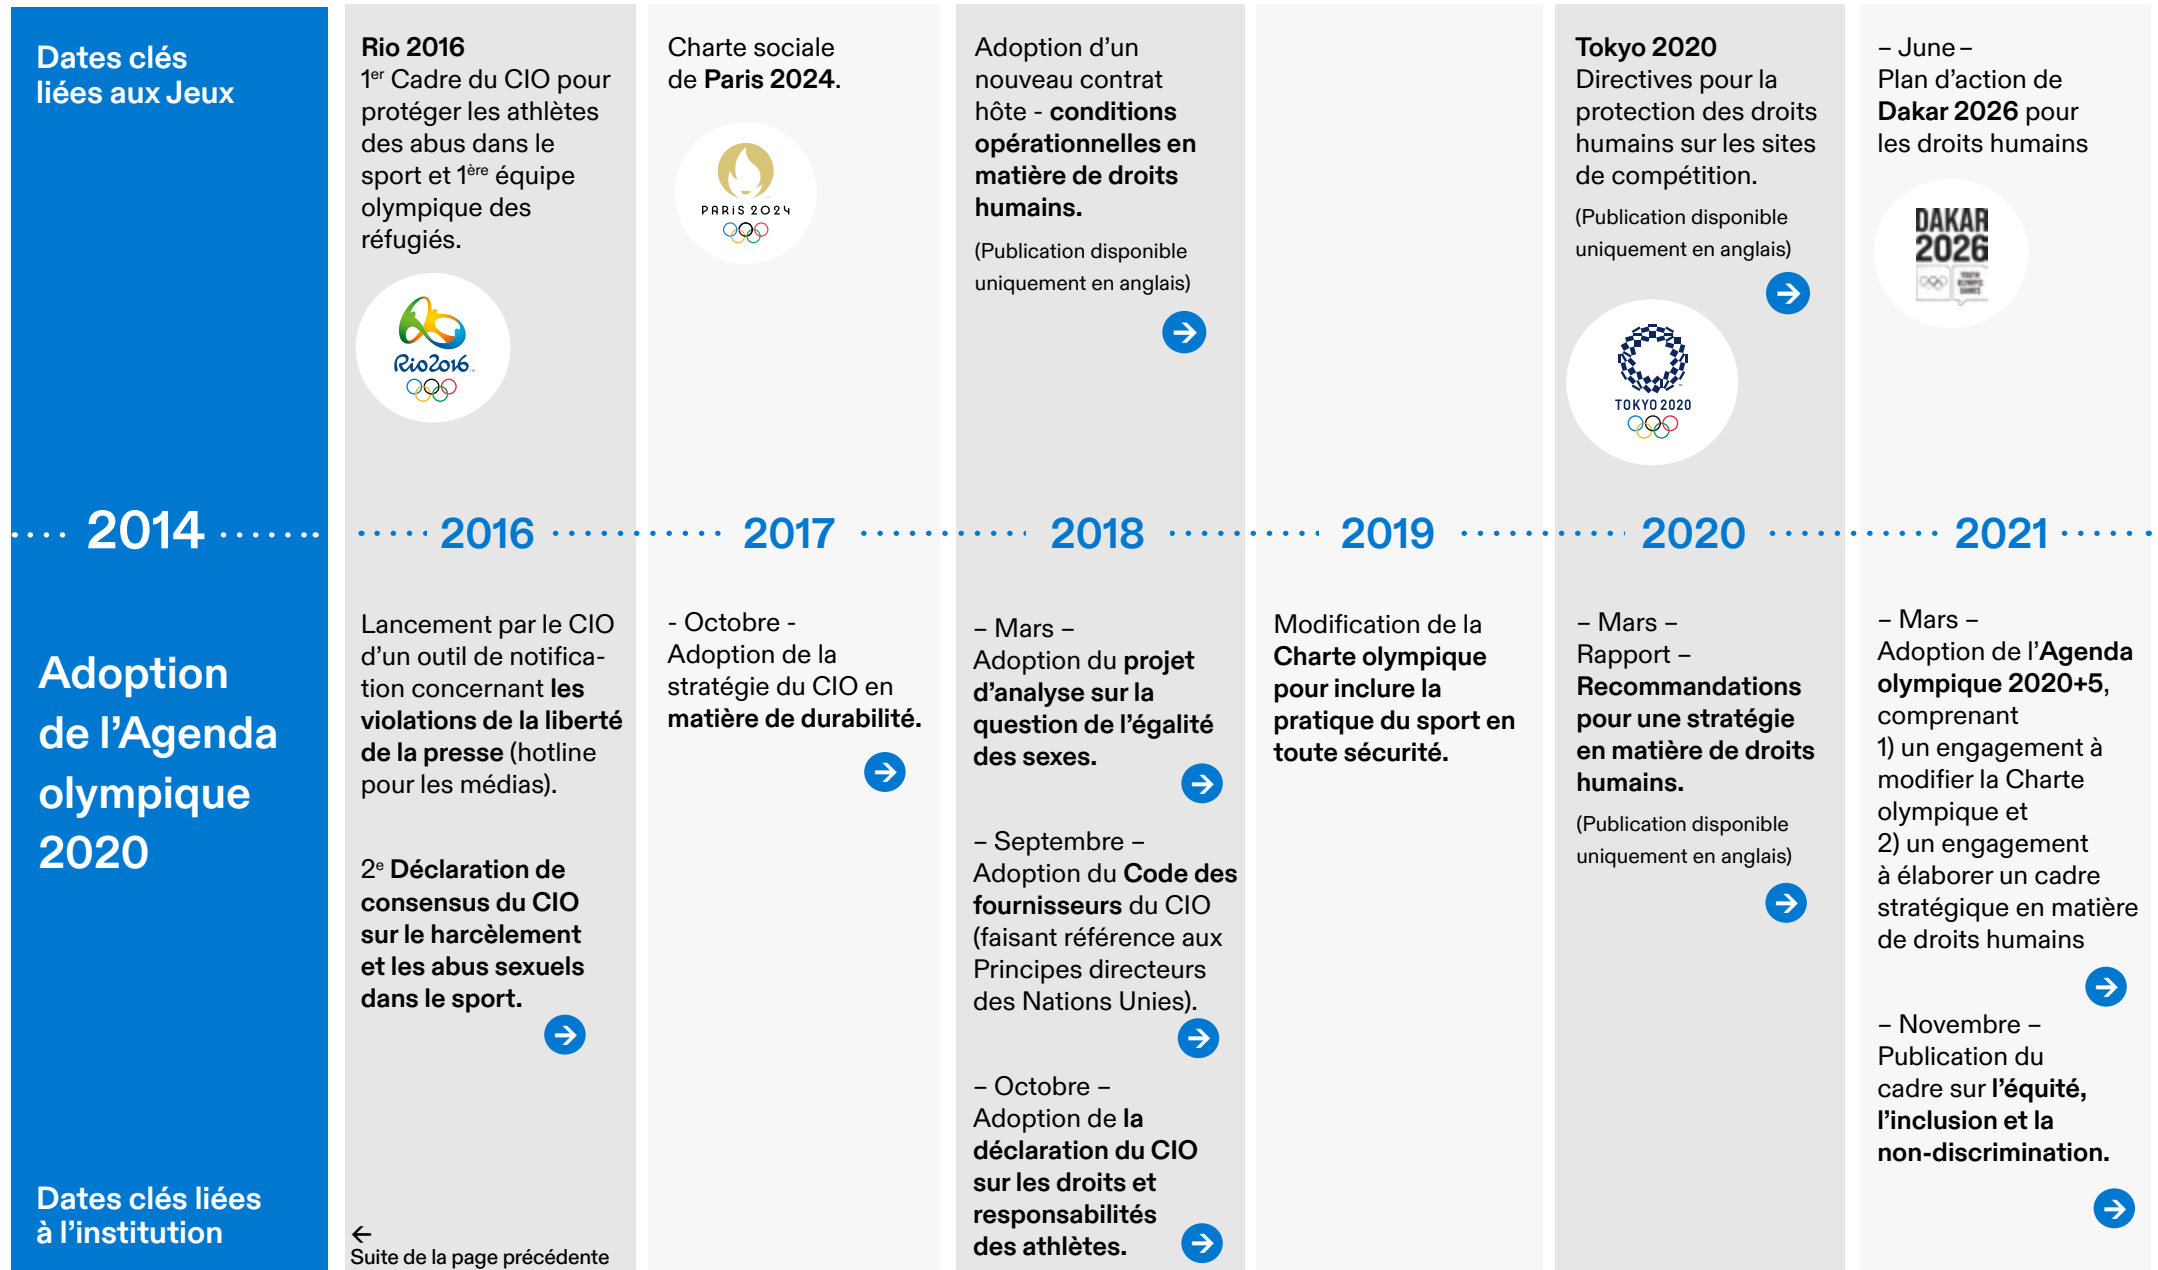 Dates clés
liées aux Jeux
2014
Adoption
de l’Agenda
olympique
2020
Dates clés liées
à l’institution
Rio 2016
1er Cadre du CIO pour
protéger les athlètes
des abus dans le
sport et 1ère équipe
olympique des
réfugiés.
Rio2016
2016
Lancement par le CIO
d’un outil de notifica-
tion concernant les
violations de la liberté
de la presse (hotline
pour les médias).
2e Déclaration de
consensus du CIO
sur le harcèlement
et les abus sexuels
dans le sport.
←
Suite de la page précédente
Charte sociale
de Paris 2024.
PARIS 2024
2017
- Octobre -
Adoption de la
stratégie du CIO en
matière de durabilité.
Adoption d’un
nouveau contrat
hôte - conditions
opérationnelles en
matière de droits
humains.
(Publication disponible
uniquement en anglais)
2018
– Mars –
Adoption du projet
d’analyse sur la
question de l’égalité
des sexes.
– Septembre –
Adoption du Code des
fournisseurs du CIO
(faisant référence aux
Principes directeurs
des Nations Unies).
– Octobre –
Adoption de la
déclaration du CIO
sur les droits et
responsabilités
des athlètes.
2019
Modification de la
Charte olympique
pour inclure la
pratique du sport en
toute sécurité.
Tokyo 2020
Directives pour la
protection des droits
humains sur les sites
de compétition.
(Publication disponible
uniquement en anglais)
TOKYO 2020
2020
– Mars –
Rapport –
Recommandations
pour une stratégie
en matière de droits
humains.
(Publication disponible
uniquement en anglais)
– June –
Plan d’action de
Dakar 2026 pour
les droits humains
DAKAR
2026
YOUTH
OLYMPIC
GAMES
2021
– Mars –
Adoption de l’Agenda
olympique 2020+5,
comprenant
1) un engagement à
modifier la Charte
olympique et
2) un engagement
à élaborer un cadre
stratégique en matière
de droits humains
– Novembre –
Publication du
cadre sur l’équité,
l’inclusion et la
non-discrimination.